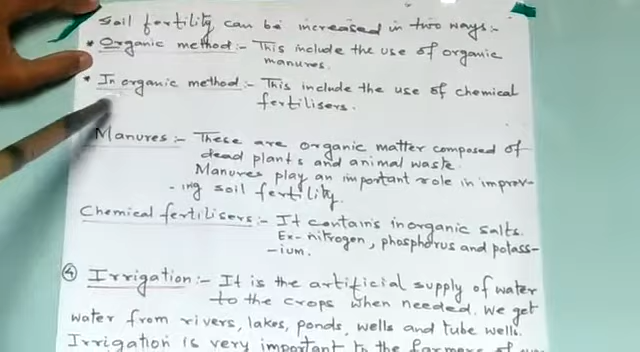 Soil fertility can be increased in two ways:-
* Organic method:- This include the use of organic
manures.
* In organic method:- This include the use of chemical
fertilisers.
Manures:- These are organic matter composed of
dead plants and animal waste.
Manures play an important role in improv-
-ing soil fertility.
Chemical fertilisers:- It contains inorganic salts.
Ex- nitrogen, phosphorus and potass-
-ium.
④ Irrigation:- It is the artificial supply of water
to the crops when needed. We get
water from rivers, lakes, ponds, wells and tube wells.
Irrigation is very important to the farmers of